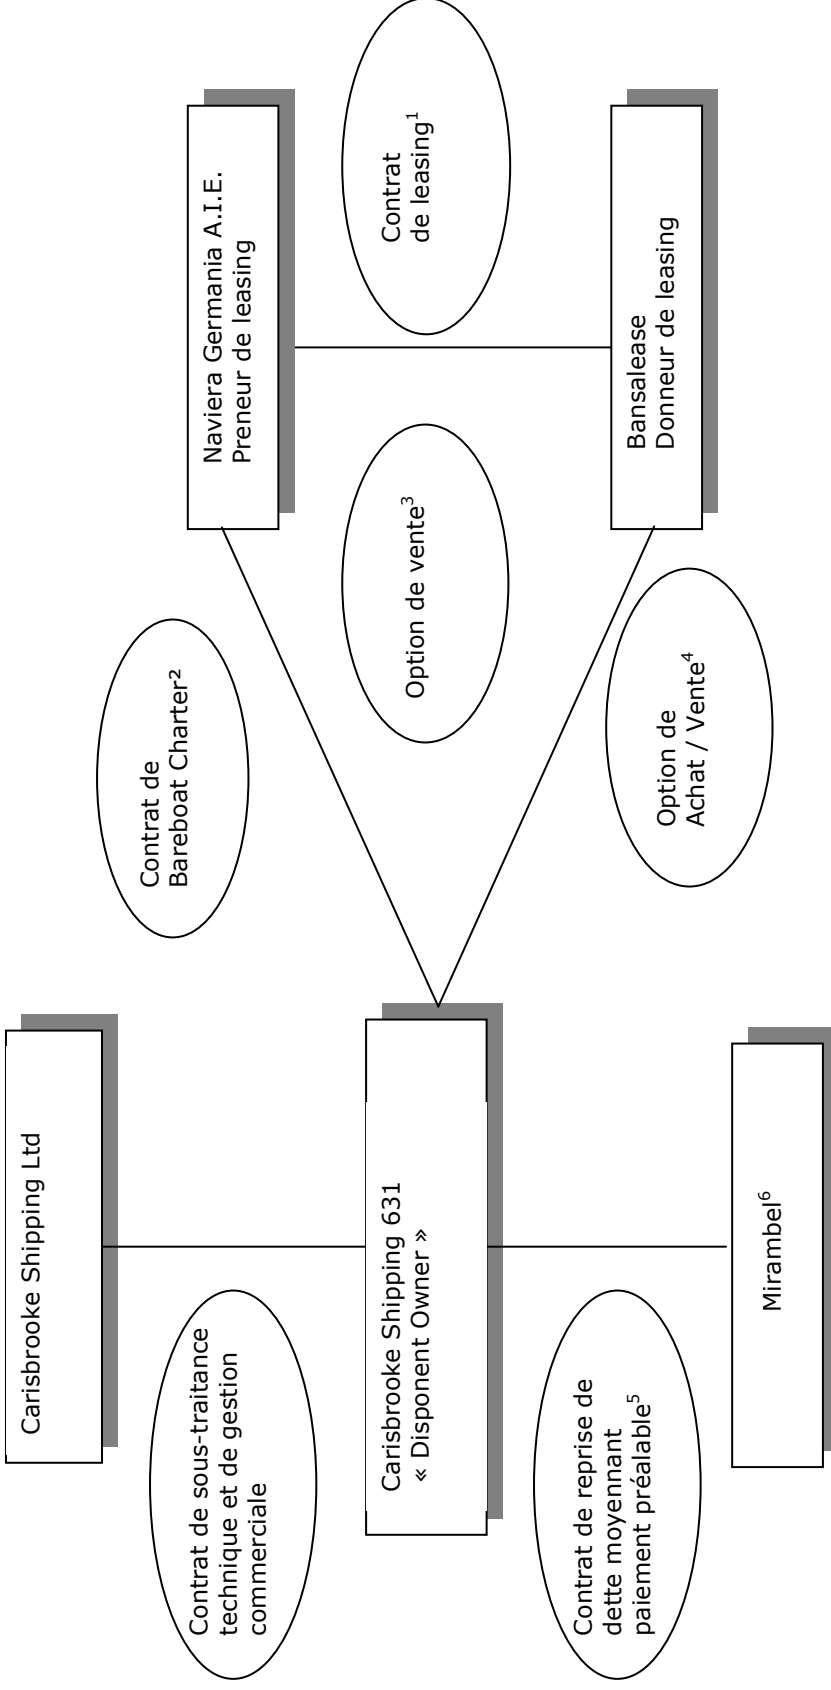 Carisbrooke Shipping Ltd
Contrat de sous-traitance
technique et de gestion
commerciale
Carisbrooke Shipping 631
« Disponent Owner »
Contrat de reprise de
dette moyennant
paiement préalable⁵
Mirambel⁶
Contrat de
Bareboat Charter²
Option de vente³
Option de
Achat / Vente⁴
Naviera Germania A.I.E.
Preneur de leasing
Contrat
de leasing¹
Bansalease
Donneur de leasing